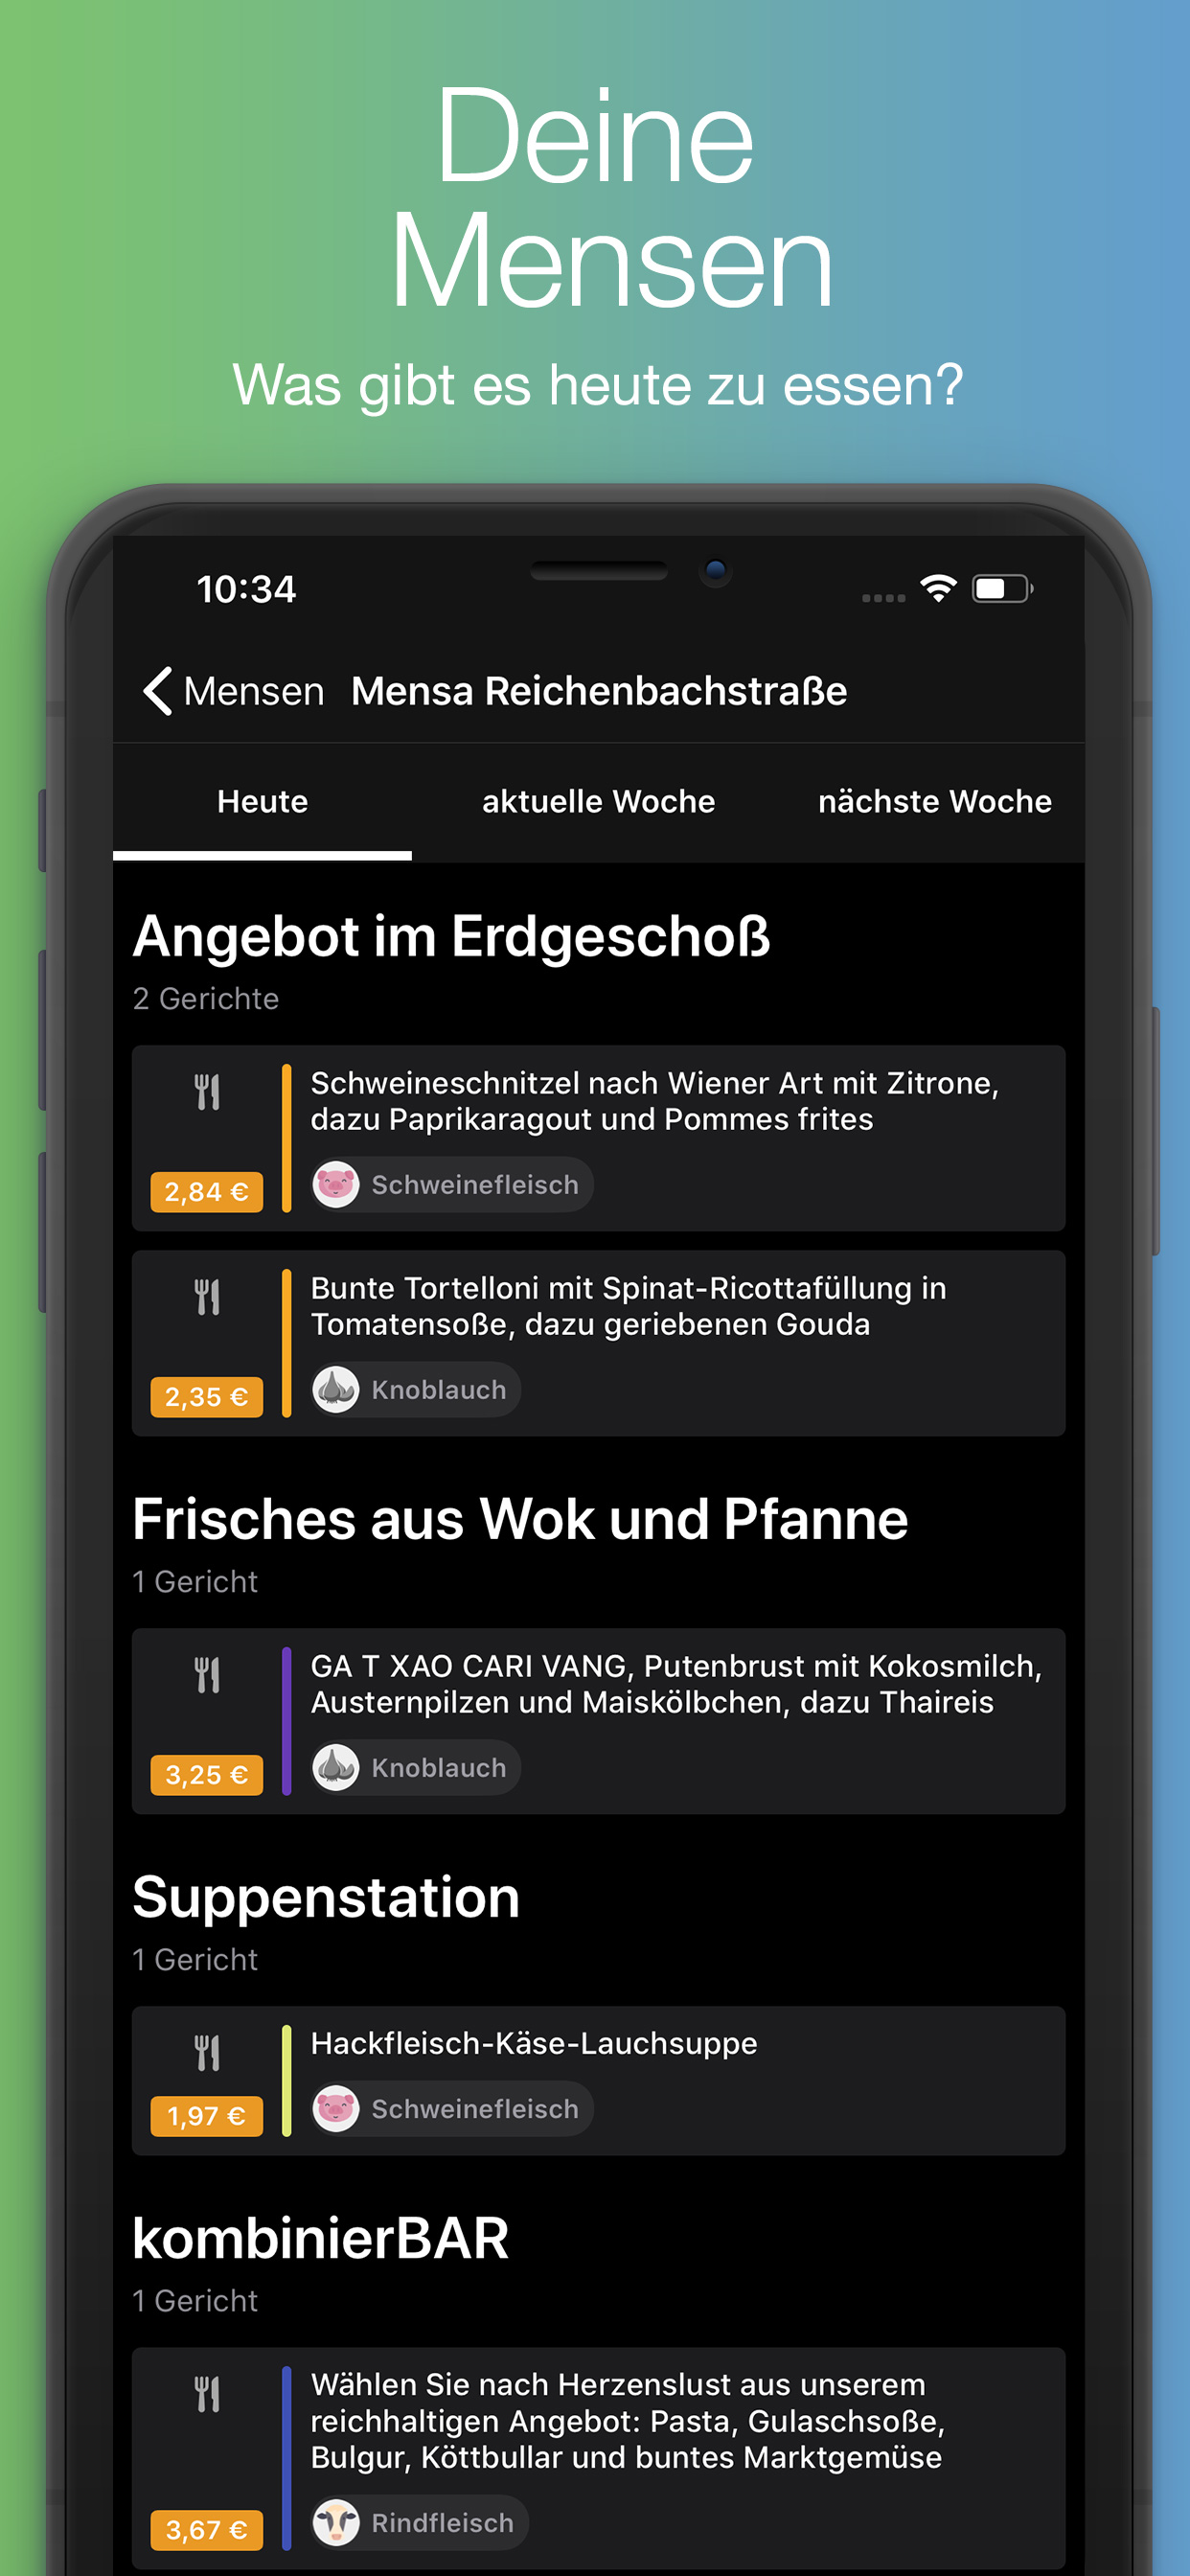 Deine
Mensen
Was gibt es heute zu essen?
10:34
Mensen Mensa Reichenbachstraße
Heute aktuelle Woche nächste Woche
Angebot im Erdgeschoß
2 Gerichte
Schweineschnitzel nach Wiener Art mit Zitrone,
dazu Paprikaragout und Pommes frites
2,84 €
Schweinefleisch
Bunte Tortelloni mit Spinat-Ricottafüllung in
Tomatensoße, dazu geriebenen Gouda
2,35 €
Knoblauch
Frisches aus Wok und Pfanne
1 Gericht
GA T XAO CARI VANG, Putenbrust mit Kokosmilch,
Austernpilzen und Maiskölbchen, dazu Thaireis
3,25 €
Knoblauch
Suppenstation
1 Gericht
Hackfleisch-Käse-Lauchsuppe
1,97 €
Schweinefleisch
kombinierBAR
1 Gericht
Wählen Sie nach Herzenslust aus unserem
reichhaltigen Angebot: Pasta, Gulaschsoße,
Bulgur, Köttbullar und buntes Marktgemüse
3,67 €
Rindfleisch